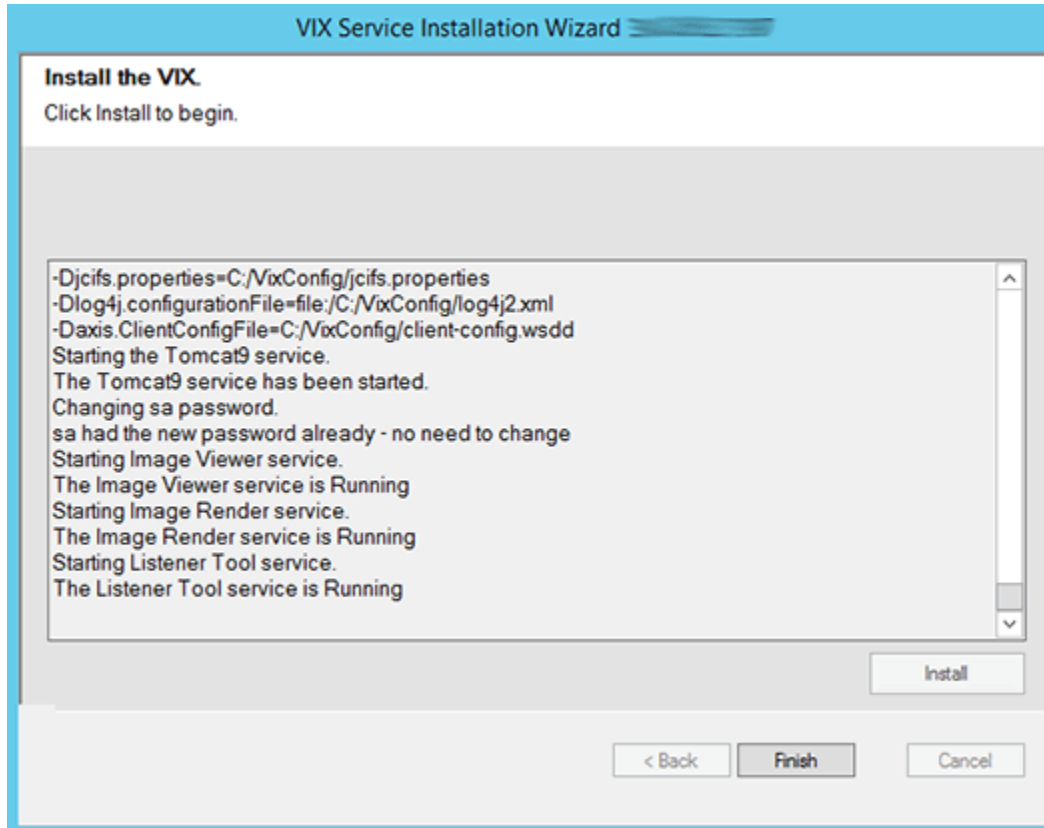 VIX Service Installation Wizard
Install the VIX.
Click Install to begin.
-Djcifs.properties=C:/VixConfig/jcifs.properties
-Dlog4j.configurationFile=file:/C:/VixConfig/log4j2.xml
-Daxis.ClientConfigFile=C:/VixConfig/client-config.wsdd
Starting the Tomcat9 service.
The Tomcat9 service has been started.
Changing sa password.
sa had the new password already - no need to change
Starting Image Viewer service.
The Image Viewer service is Running
Starting Image Render service.
The Image Render service is Running
Starting Listener Tool service.
The Listener Tool service is Running
Install
< Back Finish Cancel